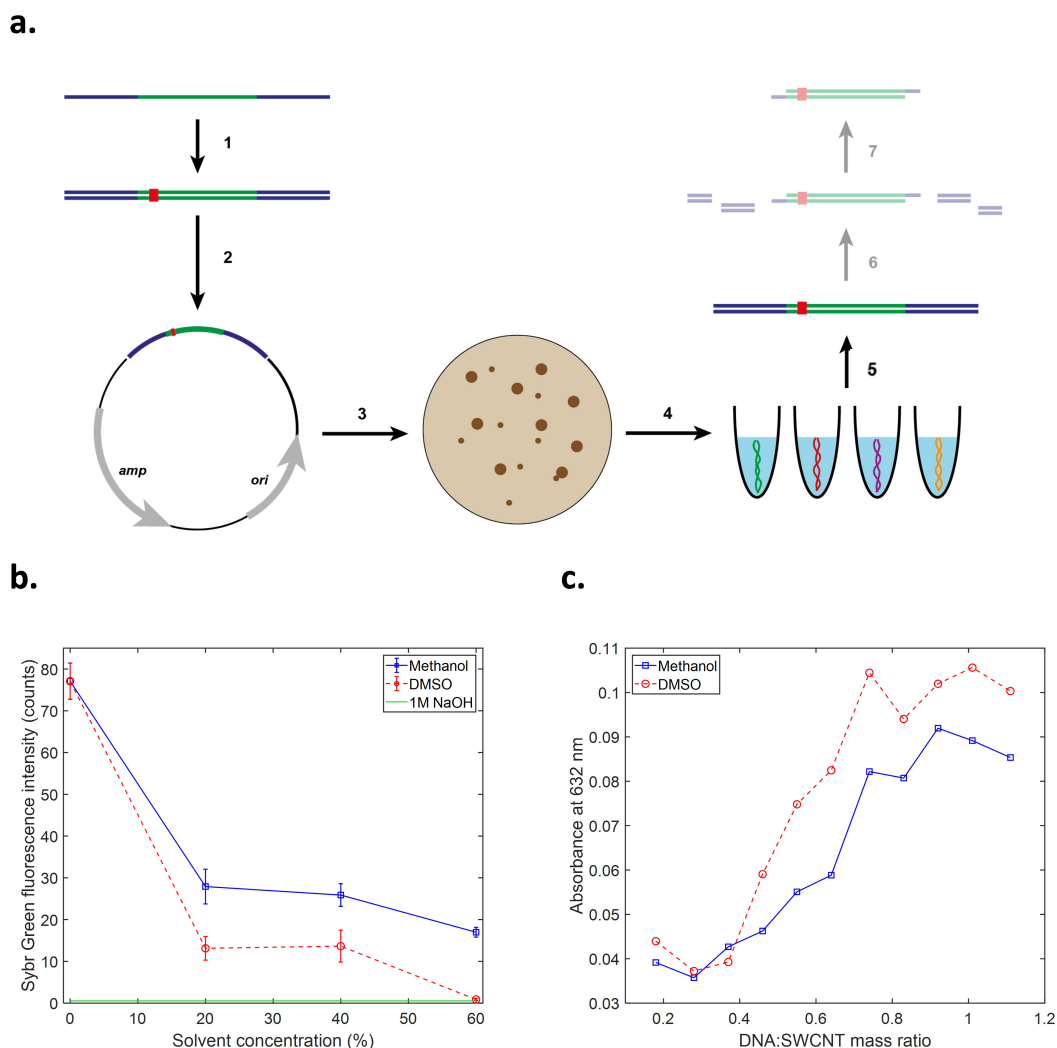 a.
1
2
amp
ori
3
4
5
6
7
b.
80
70
60
50
40
30
20
10
0
Sybr Green fluorescence intensity (counts)
Methanol
DMSO
1M NaOH
0 10 20 30 40 50 60
Solvent concentration (%)
c.
0.11
0.1
0.09
0.08
0.07
0.06
0.05
0.04
0.03
Absorbance at 632 nm
Methanol
DMSO
0.2 0.4 0.6 0.8 1 1.2
DNA:SWCNT mass ratio